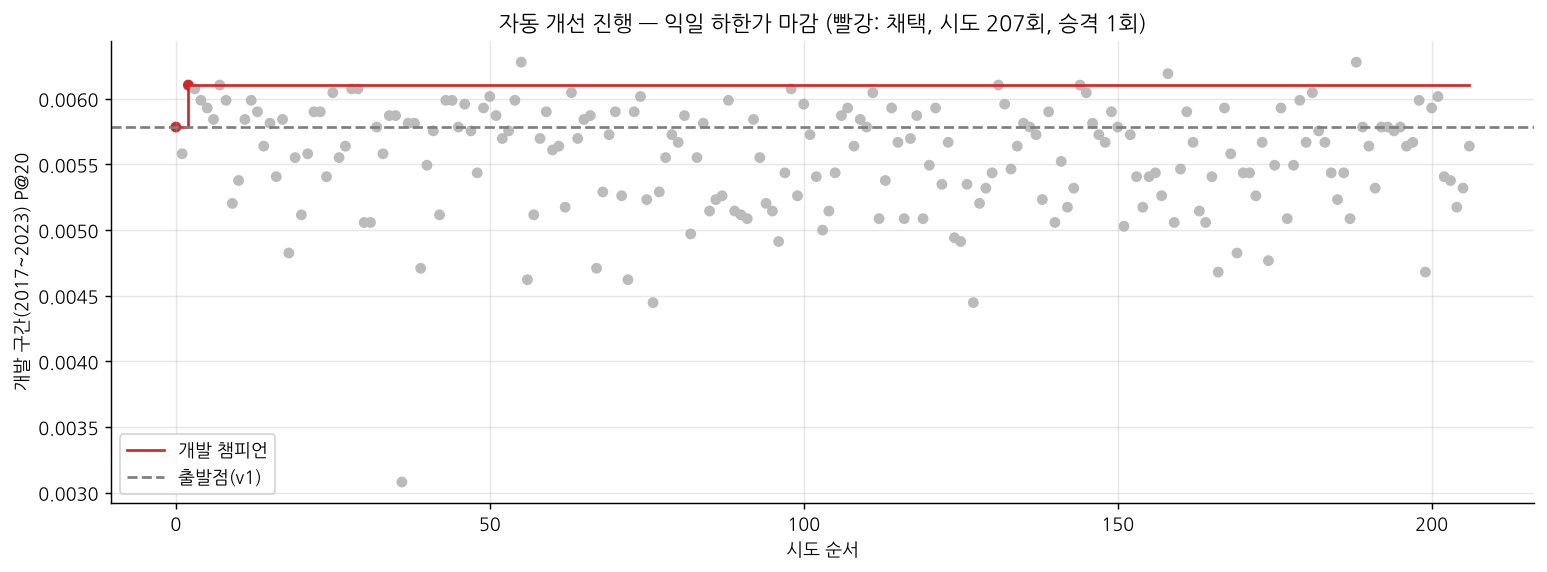 자동 개선 진행 — 익일 하한가 마감 (빨강: 채택, 시도 207회, 승격 1회)
개발 구간(2017~2023) P@20
0.0060
0.0055
0.0050
0.0045
0.0040
0.0035
0.0030
개발 챔피언
출발점(v1)
0
50
100
150
200
시도 순서